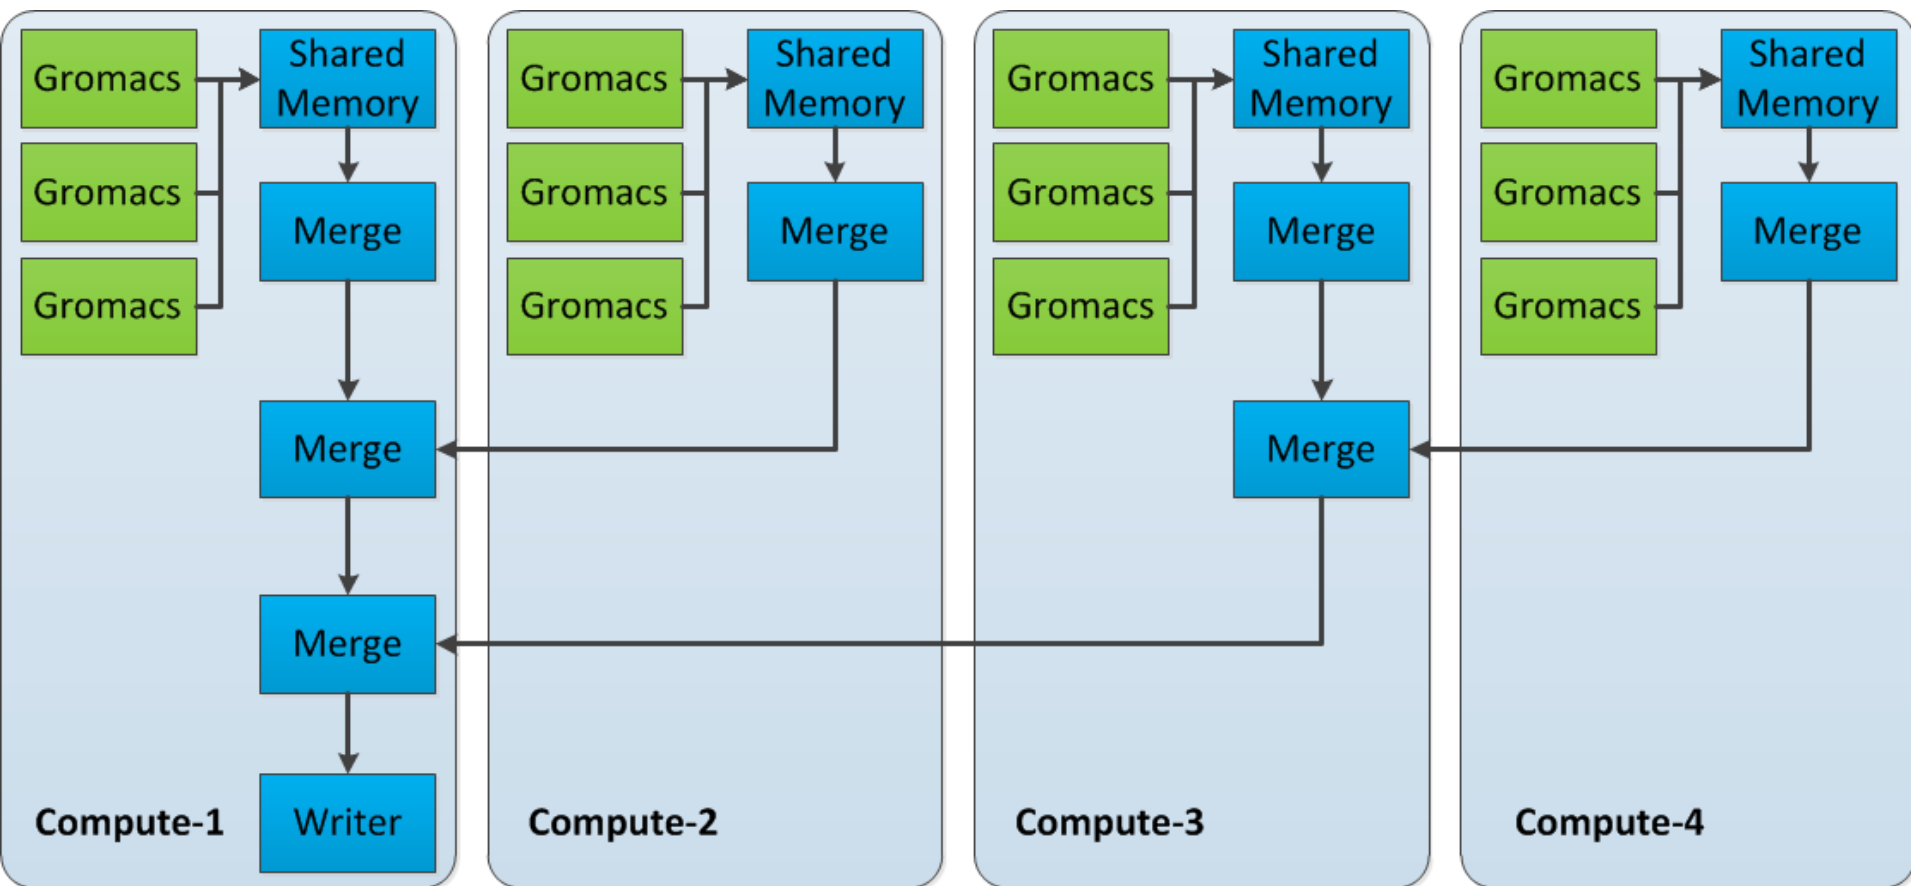 Gromacs
Shared
Memory
Gromacs
Merge
Gromacs
Merge
Merge
Compute-1
Writer
Gromacs
Shared
Memory
Gromacs
Merge
Gromacs
Compute-2
Gromacs
Shared
Memory
Gromacs
Merge
Gromacs
Merge
Compute-3
Gromacs
Shared
Memory
Gromacs
Merge
Gromacs
Compute-4